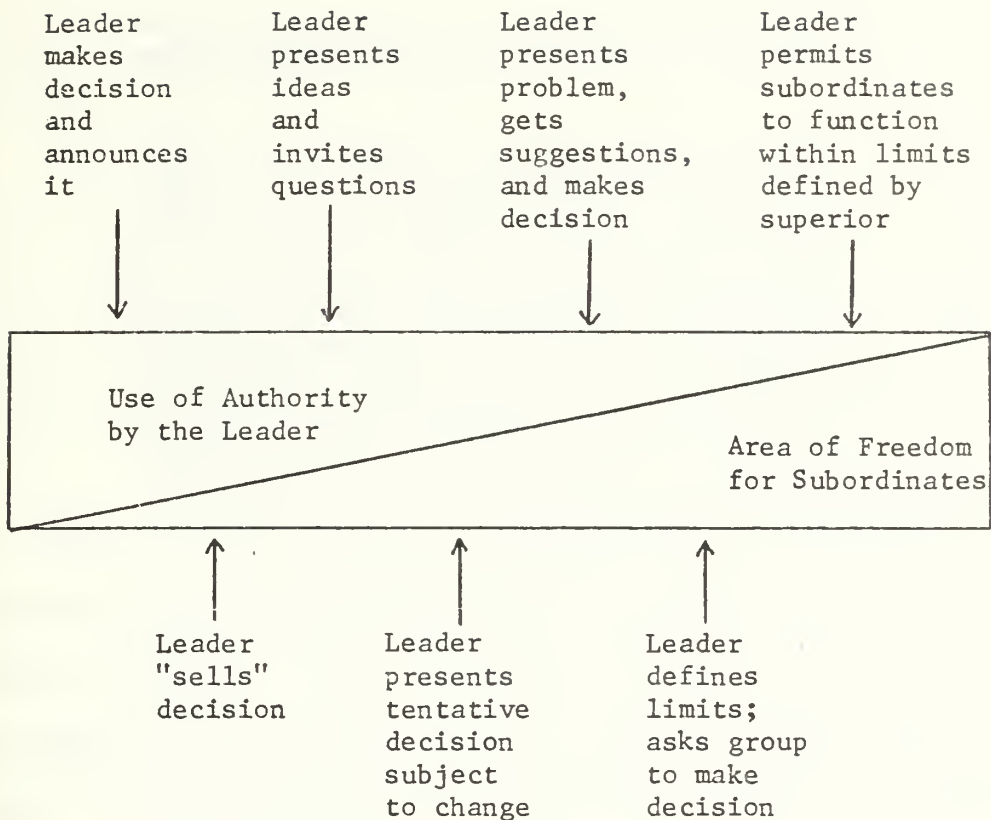 Leader
makes
decision
and
announces
it
Leader
presents
ideas
and
invites
questions
Leader
presents
problem,
gets
suggestions,
and makes
decision
Leader
permits
subordinates
to function
within limits
defined by
superior
Use of Authority
by the Leader
Area of Freedom
for Subordinates
Leader
"sells"
decision
Leader
presents
tentative
decision
subject
to change
Leader
defines
limits;
asks group
to make
decision